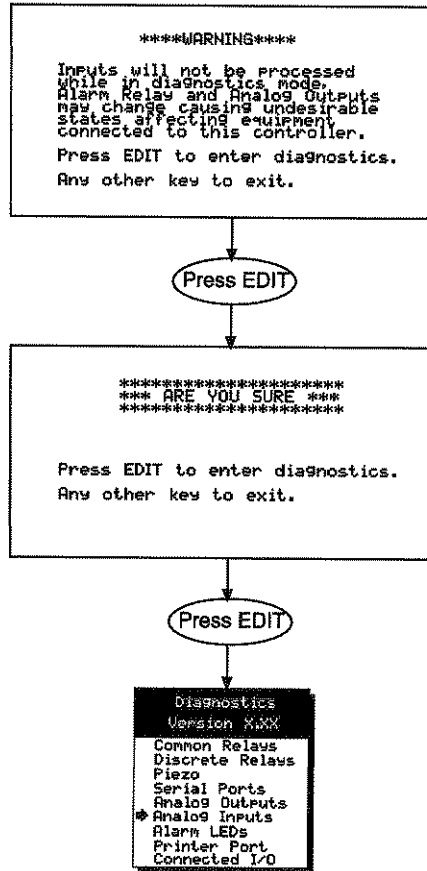 ****WARNING****
Inputs will not be processed
while in diagnostics mode.
Alarm Relay and Analog Outputs
may change causing undesirable
states affecting equipment
connected to this controller.
Press EDIT to enter diagnostics.
Any other key to exit.
Press EDIT
*********************
*** ARE YOU SURE ***
*********************
Press EDIT to enter diagnostics.
Any other key to exit.
Press EDIT
Diagnostics
Version X.XX
Common Relays
Discrete Relays
Piezo
Serial Ports
Analog Outputs
Analog Inputs
Alarm LEDs
Printer Port
Connected I/O